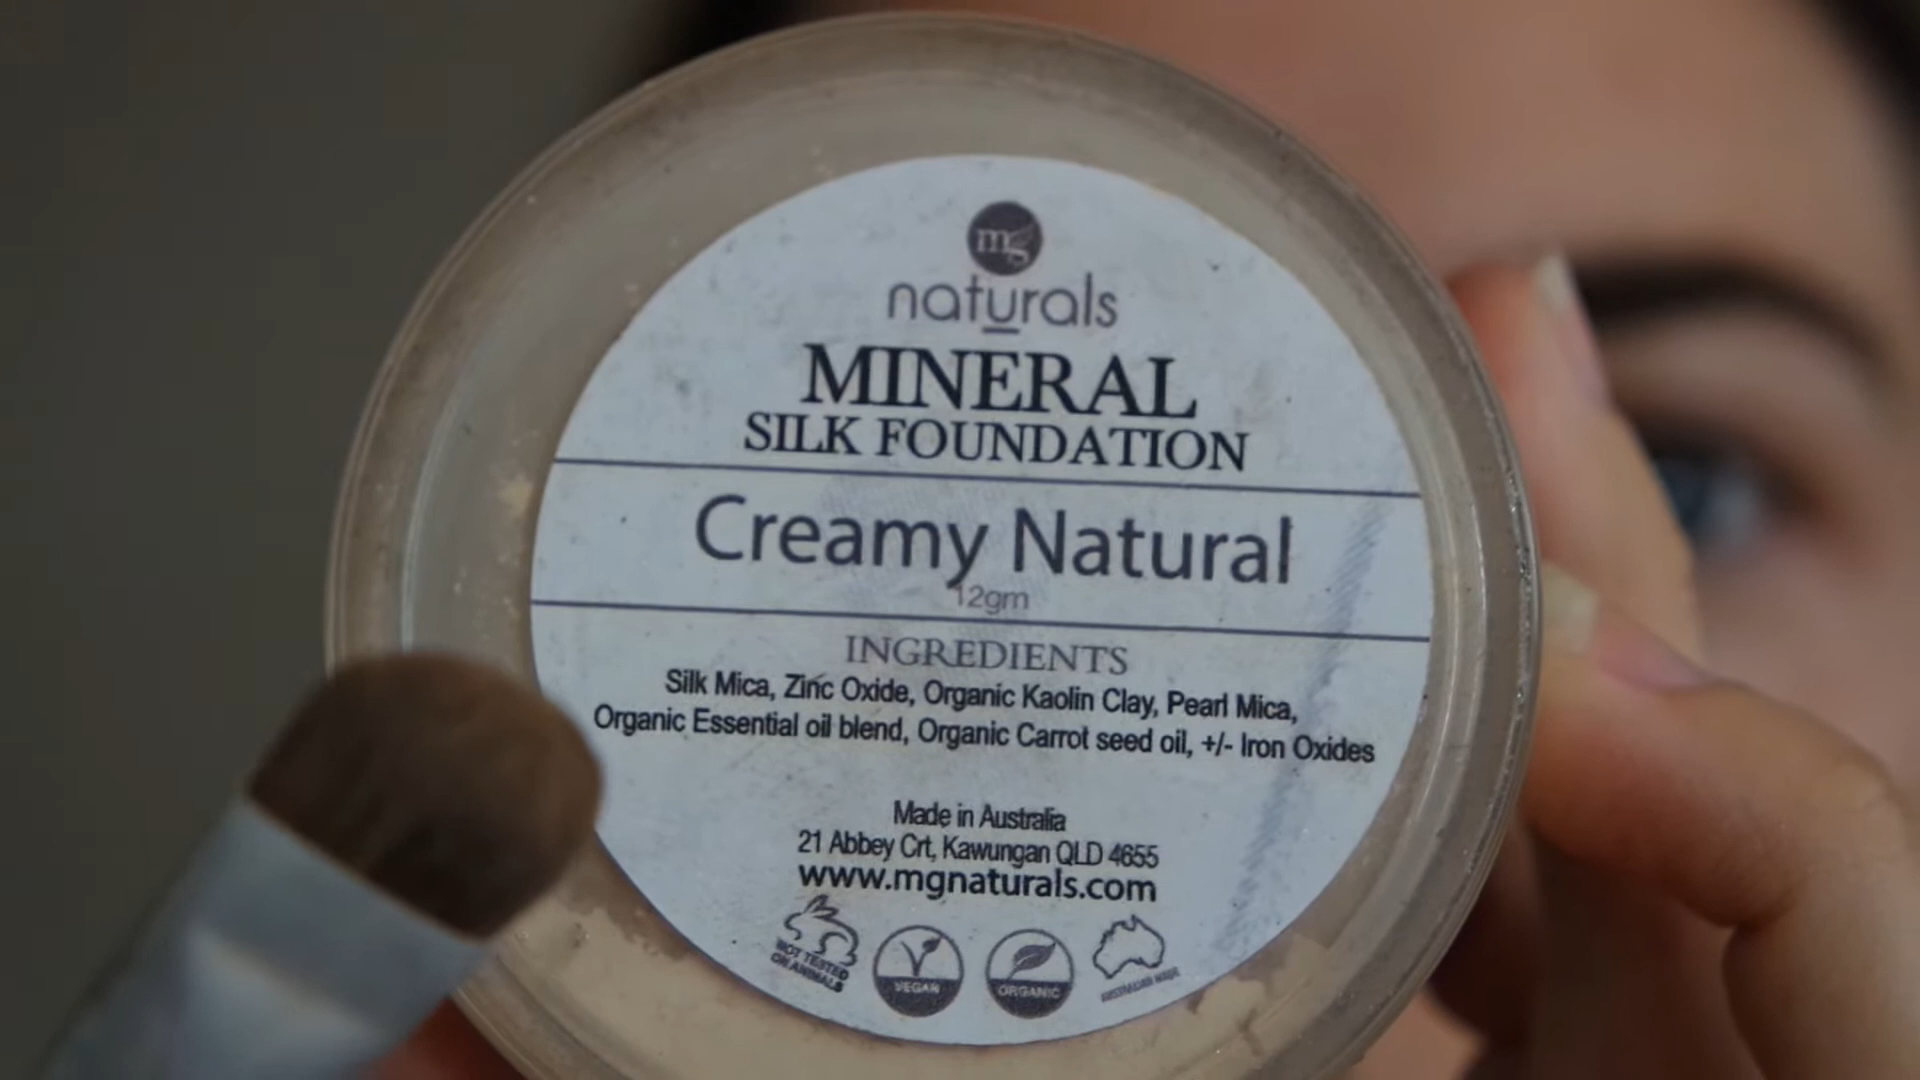 mg
naturals
MINERAL
SILK FOUNDATION
Creamy Natural
12gm
INGREDIENTS
Silk Mica, Zinc Oxide, Organic Kaolin Clay, Pearl Mica,
Organic Essential oil blend, Organic Carrot seed oil, +/- Iron Oxides
Made in Australia
21 Abbey Crt, Kawungan QLD 4655
www.mgnaturals.com
NOT TESTED
ON ANIMALS
VEGAN
ORGANIC
AUSTRALIAN MADE